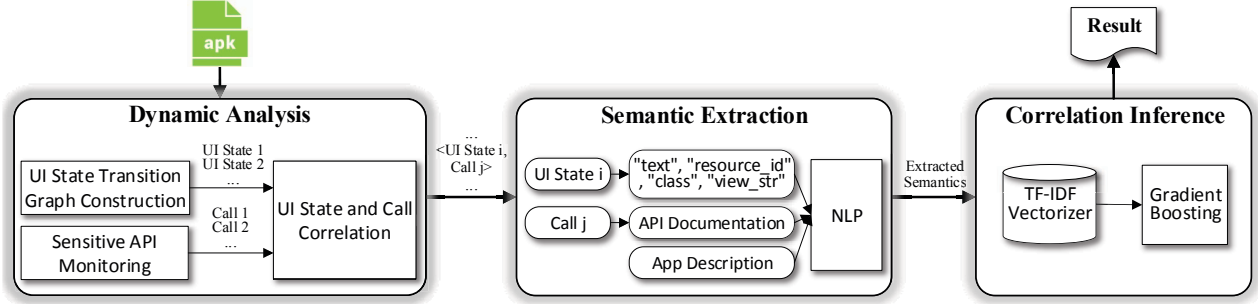 apk
Result
Dynamic Analysis
UI State Transition
Graph Construction
UI State 1
UI State 2
...
Call 1
Call 2
...
Sensitive API
Monitoring
UI State and Call
Correlation
...
<UI State i,
Call j>
...
Semantic Extraction
UI State i
"text", "resource_id"
, "class", "view_str"
Call j
API Documentation
App Description
NLP
Extracted
Semantics
Correlation Inference
TF-IDF
Vectorizer
Gradient
Boosting